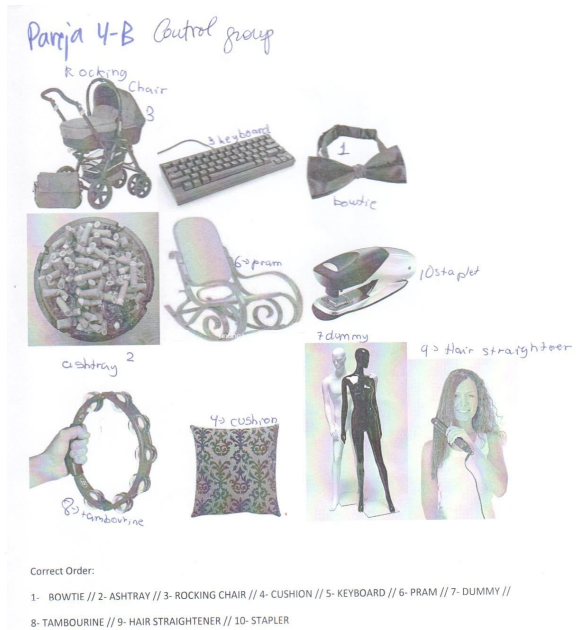 Pareja 4-B Control group
Rocking
Chair
3
3 keyboard
1
bowtie
6-> pram
10 stapler
ashtray 2
7 dummy
9-> Hair straightener
4-> cushion
8-> tambourine
Correct Order:
1- BOWTIE // 2- ASHTRAY // 3- ROCKING CHAIR // 4- CUSHION // 5- KEYBOARD // 6- PRAM // 7- DUMMY //
8- TAMBOURINE // 9- HAIR STRAIGHTENER // 10- STAPLER